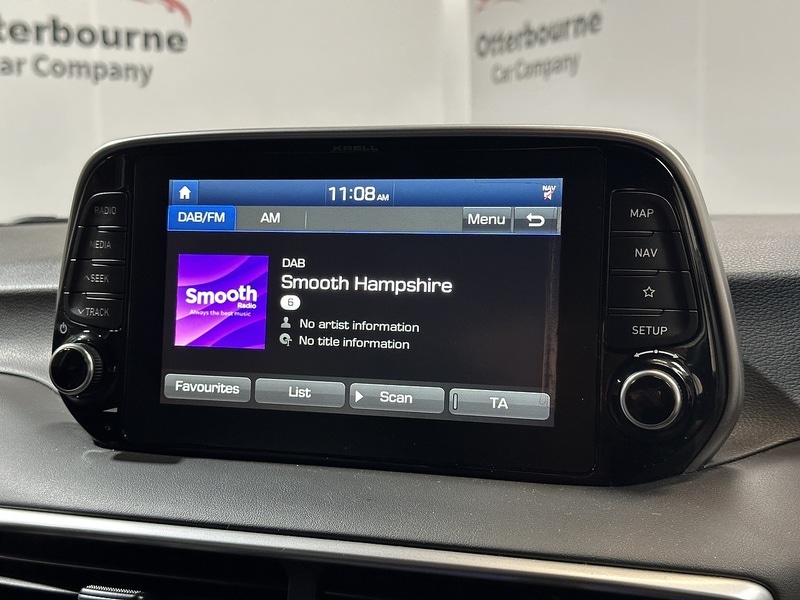 tterbourne
ar Company
Otterbourne
Car Company
KRELL
11:08 AM
NAV
DAB/FM AM Menu
DAB
Smooth Hampshire
6
No artist information
No title information
Smooth
Radio
Always the best music
Favourites List Scan TA
RADIO
MEDIA
SEEK
TRACK
MAP
NAV
SETUP